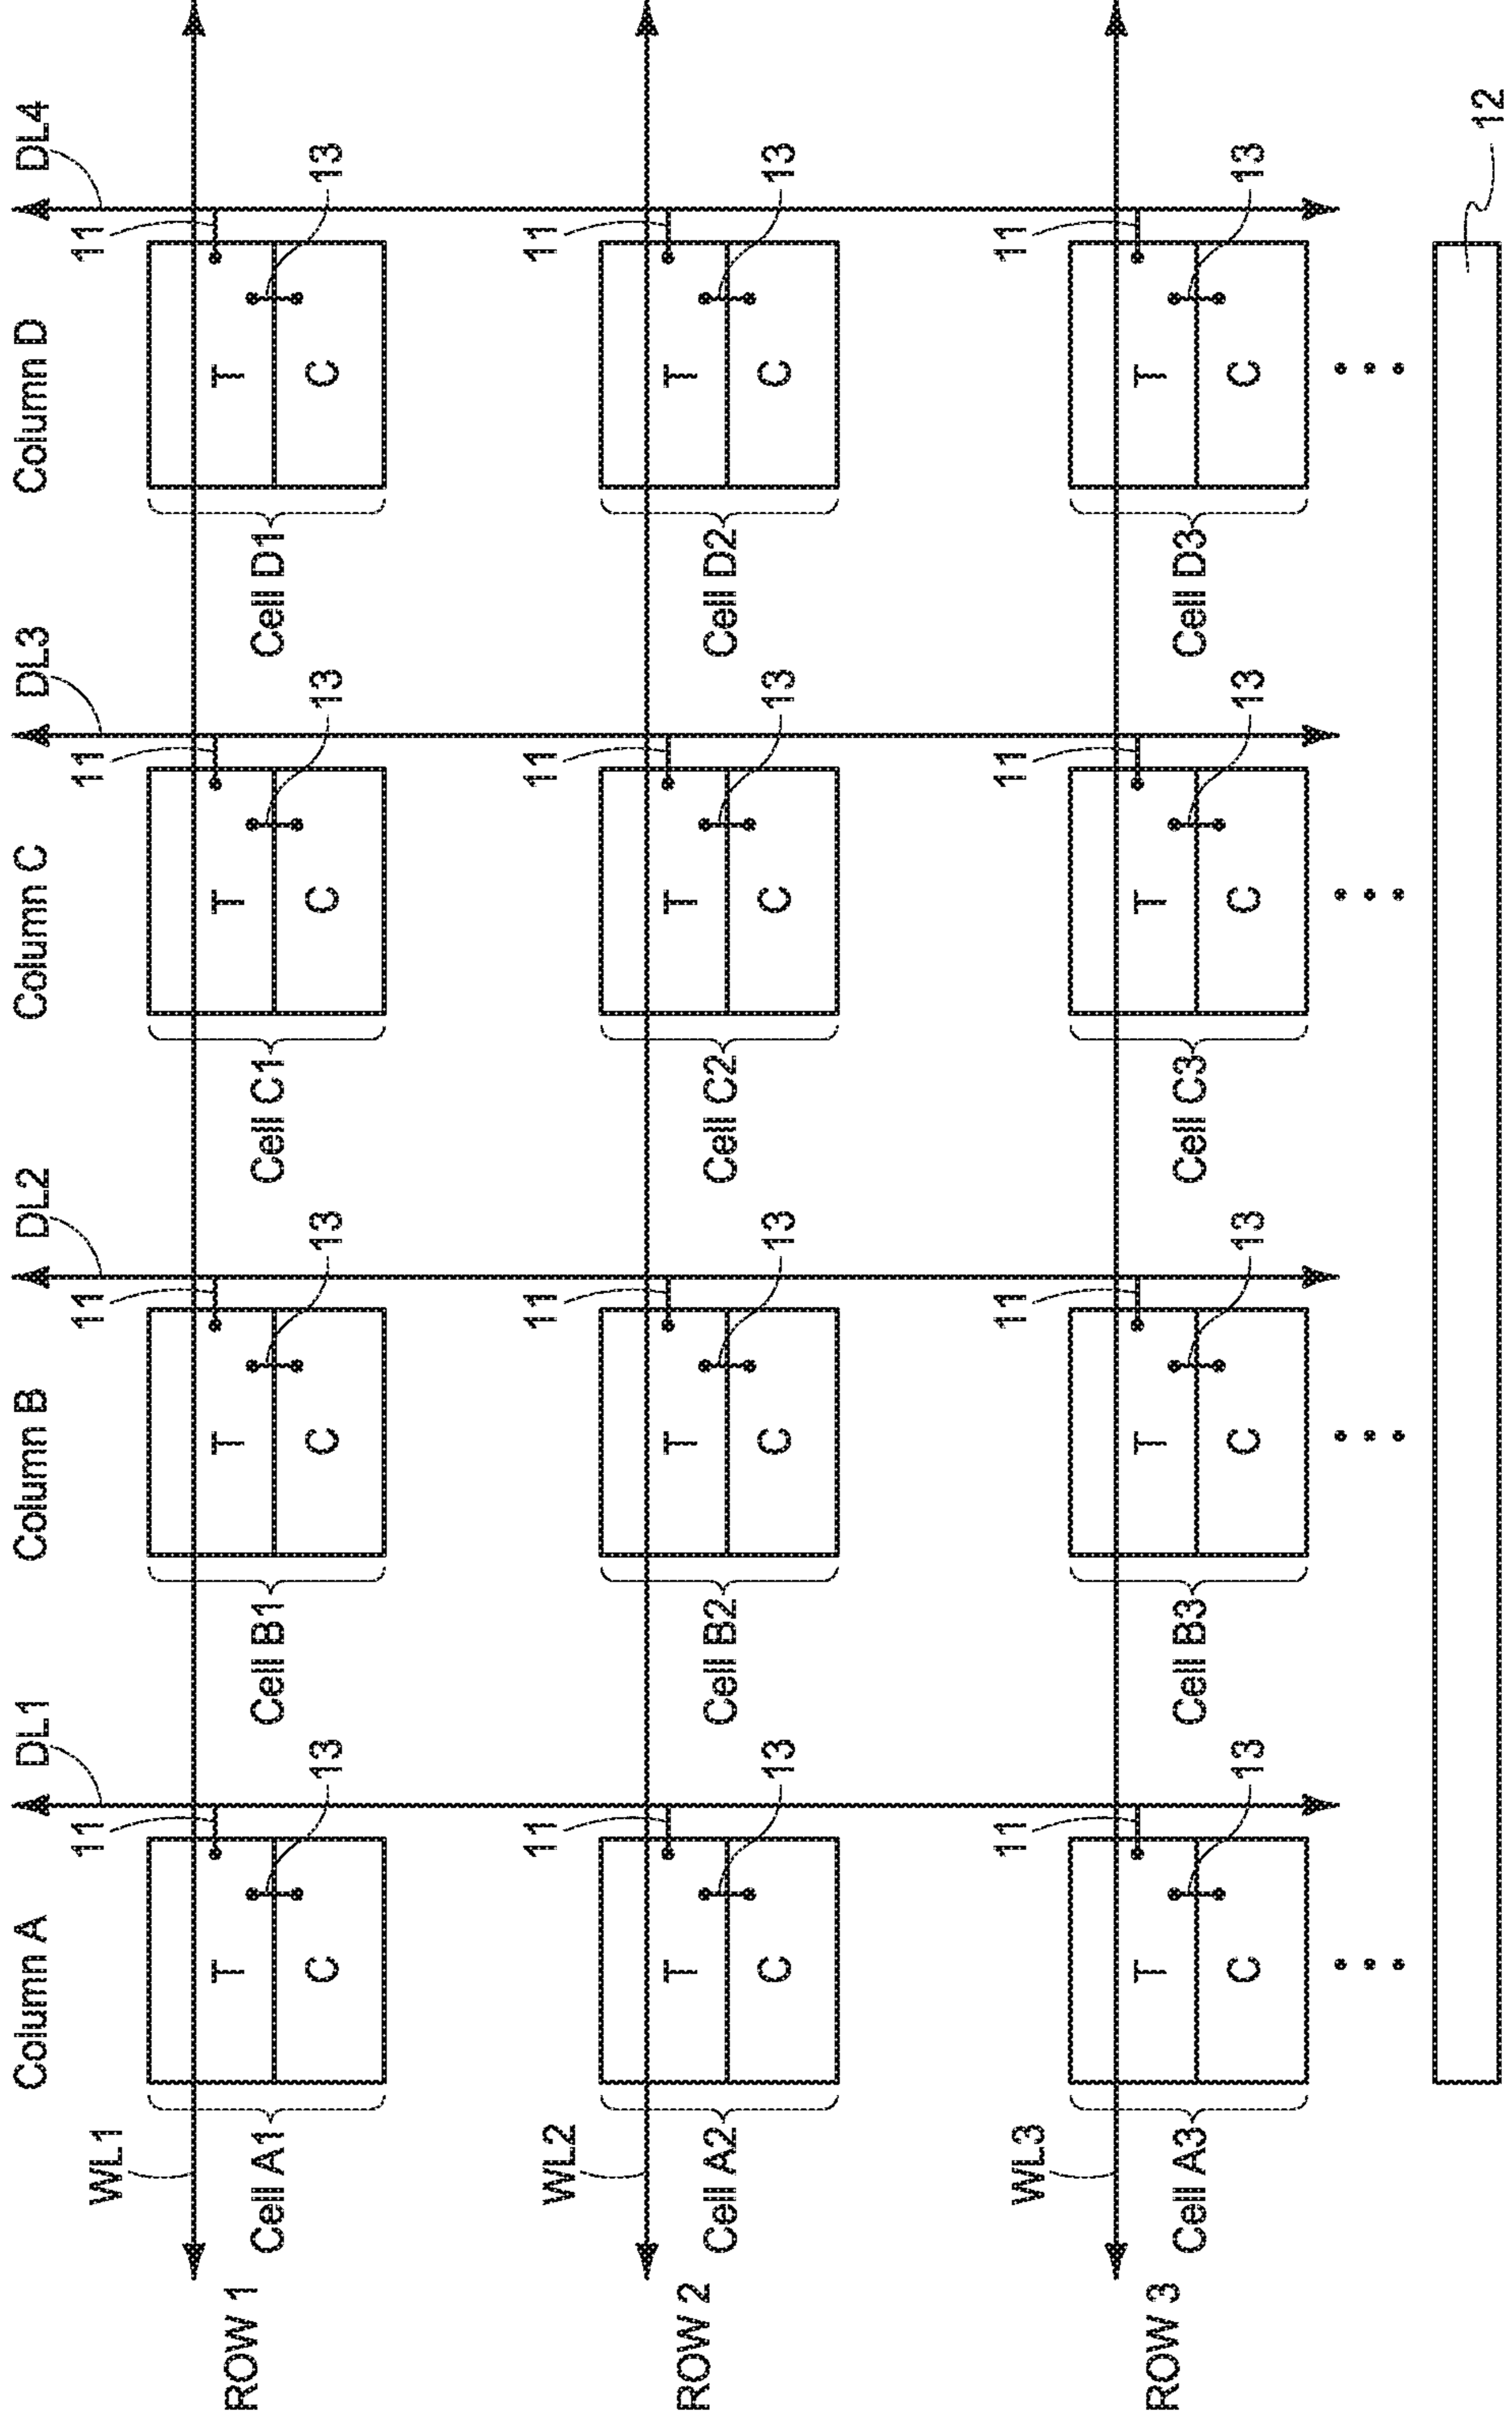 Column A DL1 Column B DL2 Column C DL3 Column D DL4
WL1 11 11 11 11
ROW 1 Cell A1 T 13 Cell B1 T 13 Cell C1 T 13 Cell D1 T 13
C C C C
WL2 11 11 11 11
ROW 2 Cell A2 T 13 Cell B2 T 13 Cell C2 T 13 Cell D2 T 13
C C C C
WL3 11 11 11 11
ROW 3 Cell A3 T 13 Cell B3 T 13 Cell C3 T 13 Cell D3 T 13
C C C C
12